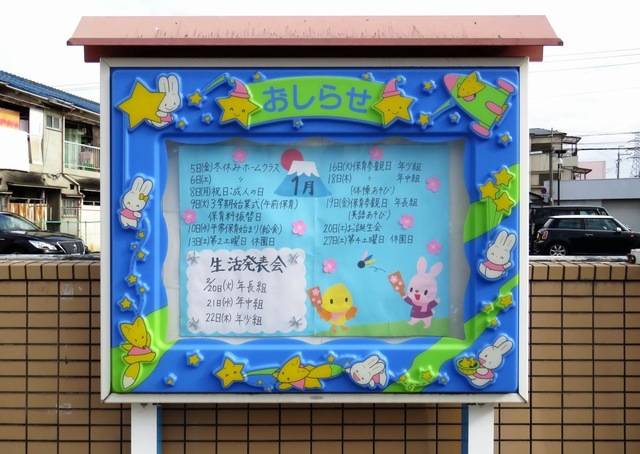 おしらせ
1月
5日(金)冬休みホームクラス
6日(土) 〃
8日(月)祝日:成人の日
9日(火)3学期始業式(午前保育)
保育料振替日
10日(水)平常保育始まり(給食)
13日(土)第2土曜日 休園日
16日(火)保育参観日 年少組
18日(木) 〃 年中組
(体操あそび)
19日(金)保育参観日 年長組
(英語あそび)
20日(土)お誕生会
27日(土)第4土曜日 休園日
生活発表会
2/20日(火)年長組
21日(水)年中組
22日(木)年少組